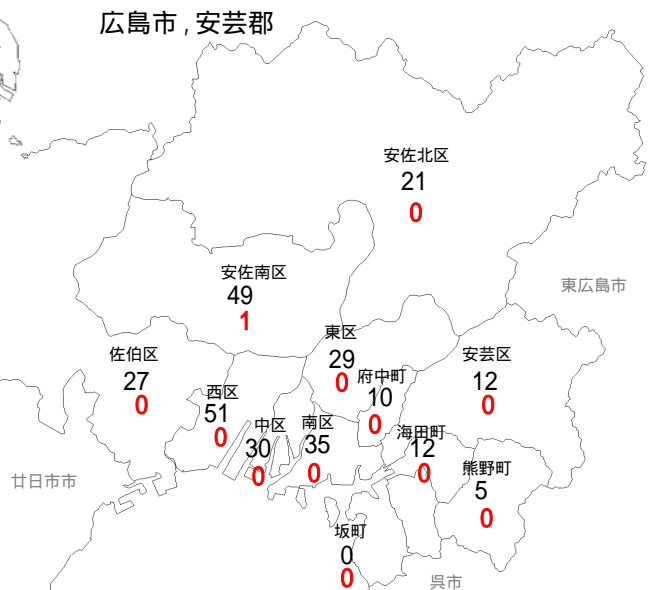 広島市,安芸郡
安佐北区
21
0
安佐南区
49
1
東広島市
東区
29
0
佐伯区
27
0
府中町
10
0
安芸区
12
0
西区
51
0
中区
30
0
南区
35
0
海田町
12
0
熊野町
5
0
廿日市市
坂町
0
0
呉市